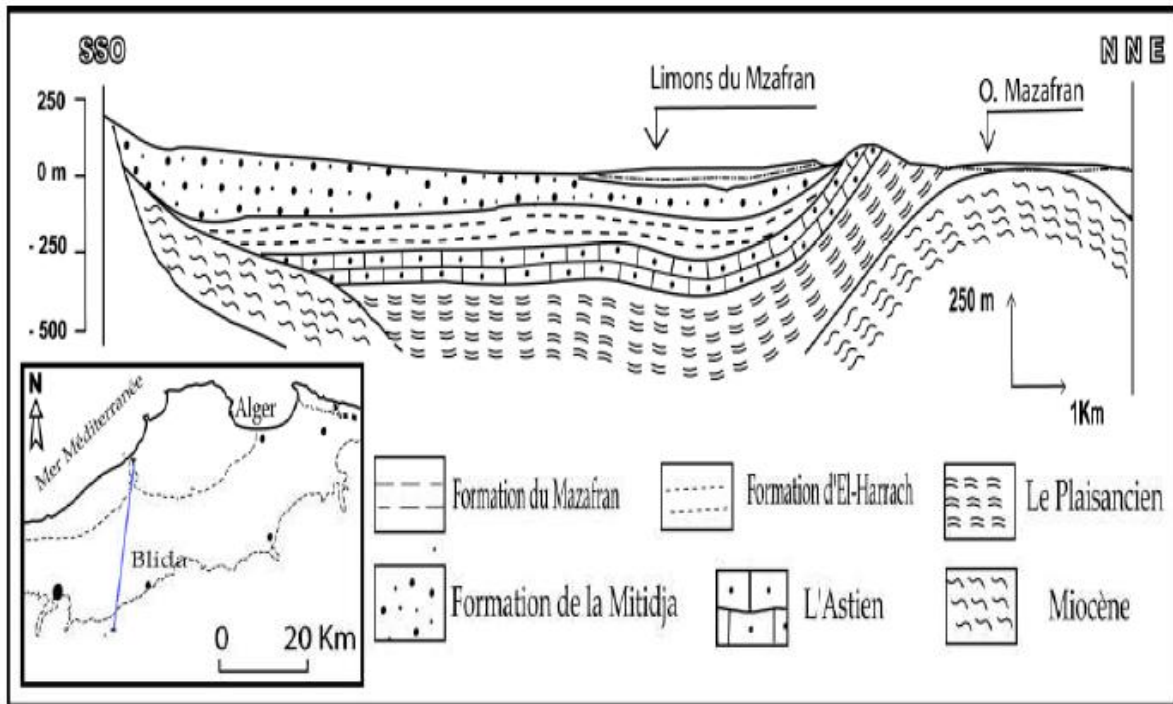 SSO
NNE
Limons du Mzafran
O. Mazafran
250
0 m
- 250
- 500
250 m
1Km
N
Mer Méditerranée
Alger
Blida
0 20 Km
Formation du Mazafran
Formation d'El-Harrach
Le Plaisancien
Formation de la Mitidja
L'Astien
Miocène